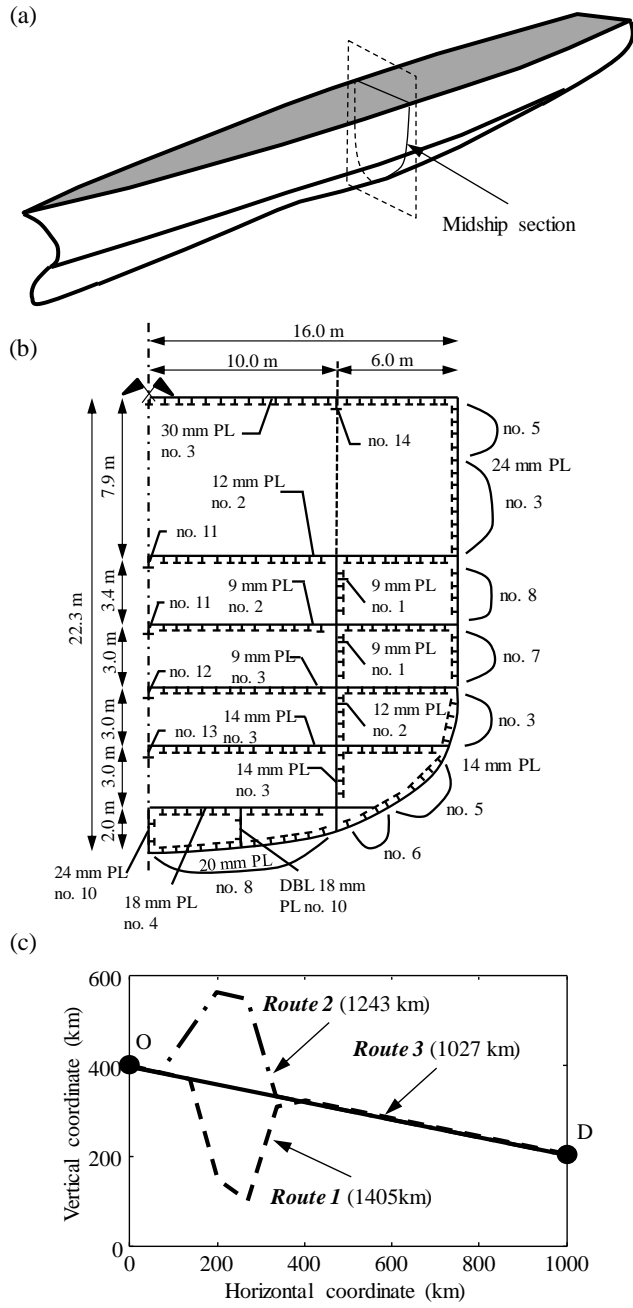 (a)
Midship section
(b)
16.0 m
10.0 m
6.0 m
22.3 m
7.9 m
3.4 m
3.0 m
3.0 m
3.0 m
2.0 m
30 mm PL
no. 3
no. 14
no. 5
24 mm PL
no. 3
12 mm PL
no. 2
no. 11
9 mm PL
no. 2
9 mm PL
no. 1
no. 8
no. 11
9 mm PL
no. 3
9 mm PL
no. 1
no. 7
no. 12
14 mm PL
no. 3
12 mm PL
no. 2
no. 3
no. 13
14 mm PL
no. 3
14 mm PL
no. 5
no. 6
24 mm PL
no. 10
18 mm PL
no. 4
20 mm PL
no. 8
DBL 18 mm
PL no. 10
(c)
Vertical coordinate (km)
600
400
200
0
O
Route 2 (1243 km)
Route 3 (1027 km)
D
Route 1 (1405km)
0
200
400
600
800
1000
Horizontal coordinate (km)